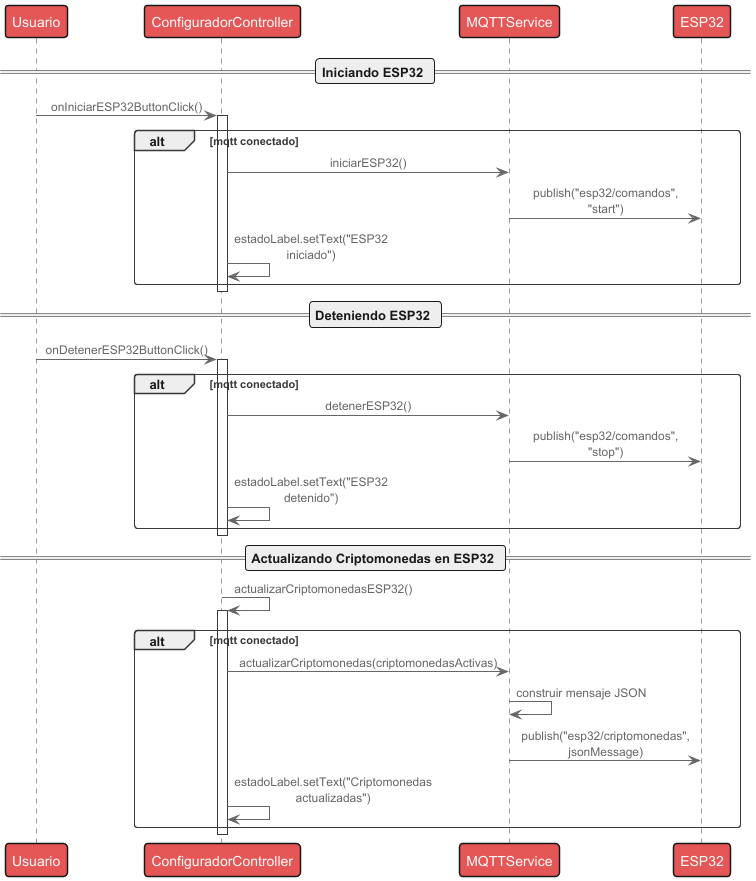 Usuario
ConfiguradorController
MQTTService
ESP32
Iniciando ESP32
onIniciarESP32ButtonClick()
alt
[mqtt conectado]
iniciarESP32()
publish("esp32/comandos",
"start")
estadoLabel.setText("ESP32
iniciado")
Deteniendo ESP32
onDetenerESP32ButtonClick()
alt
[mqtt conectado]
detenerESP32()
publish("esp32/comandos",
"stop")
estadoLabel.setText("ESP32
detenido")
Actualizando Criptomonedas en ESP32
actualizarCriptomonedasESP32()
alt
[mqtt conectado]
actualizarCriptomonedas(criptomonedasActivas)
construir mensaje JSON
publish("esp32/criptomonedas",
jsonMessage)
estadoLabel.setText("Criptomonedas
actualizadas")
Usuario
ConfiguradorController
MQTTService
ESP32